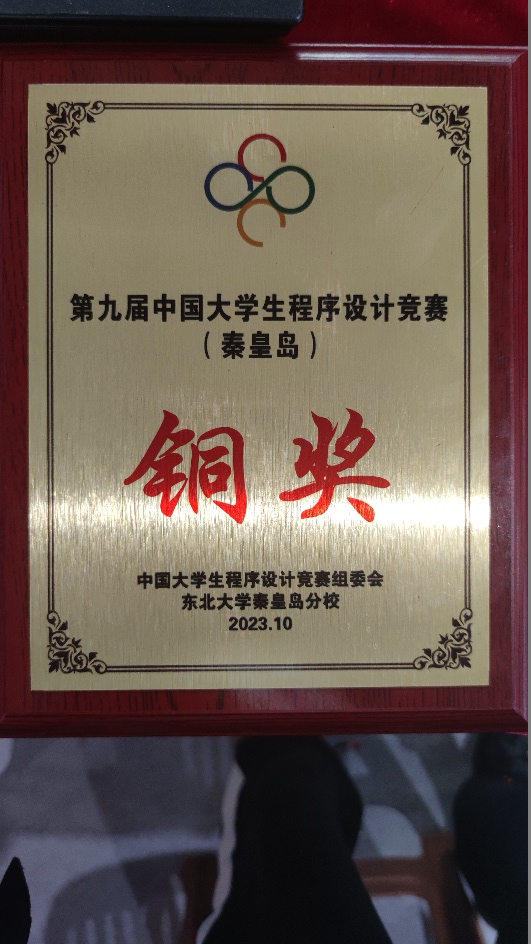 第九届中国大学生程序设计竞赛
（秦皇岛）
铜奖
中国大学生程序设计竞赛组委会
东北大学秦皇岛分校
2023.10